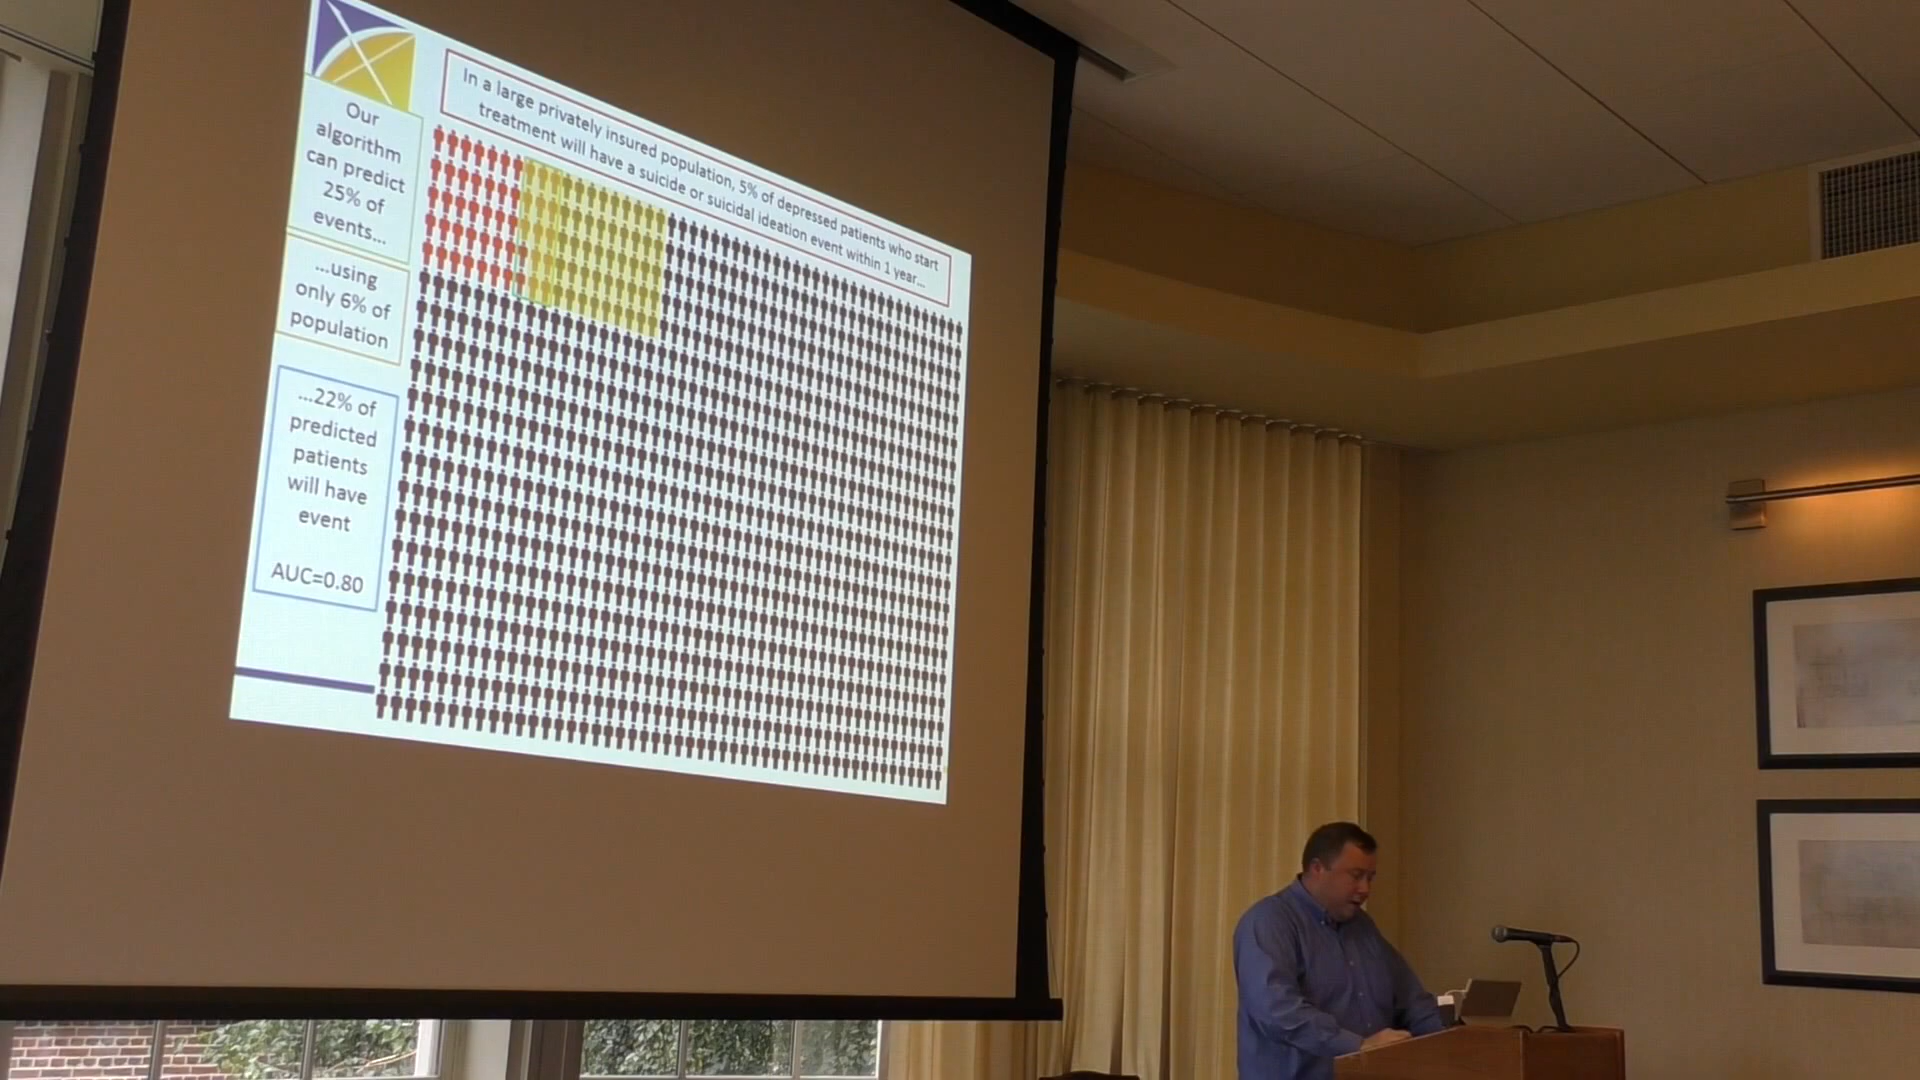 In a large privately insured population, 5% of depressed patients who start
treatment will have a suicide or suicidal ideation event within 1 year...
Our
algorithm
can predict
25% of
events...
...using
only 6% of
population
...22% of
predicted
patients
will have
event
AUC=0.80